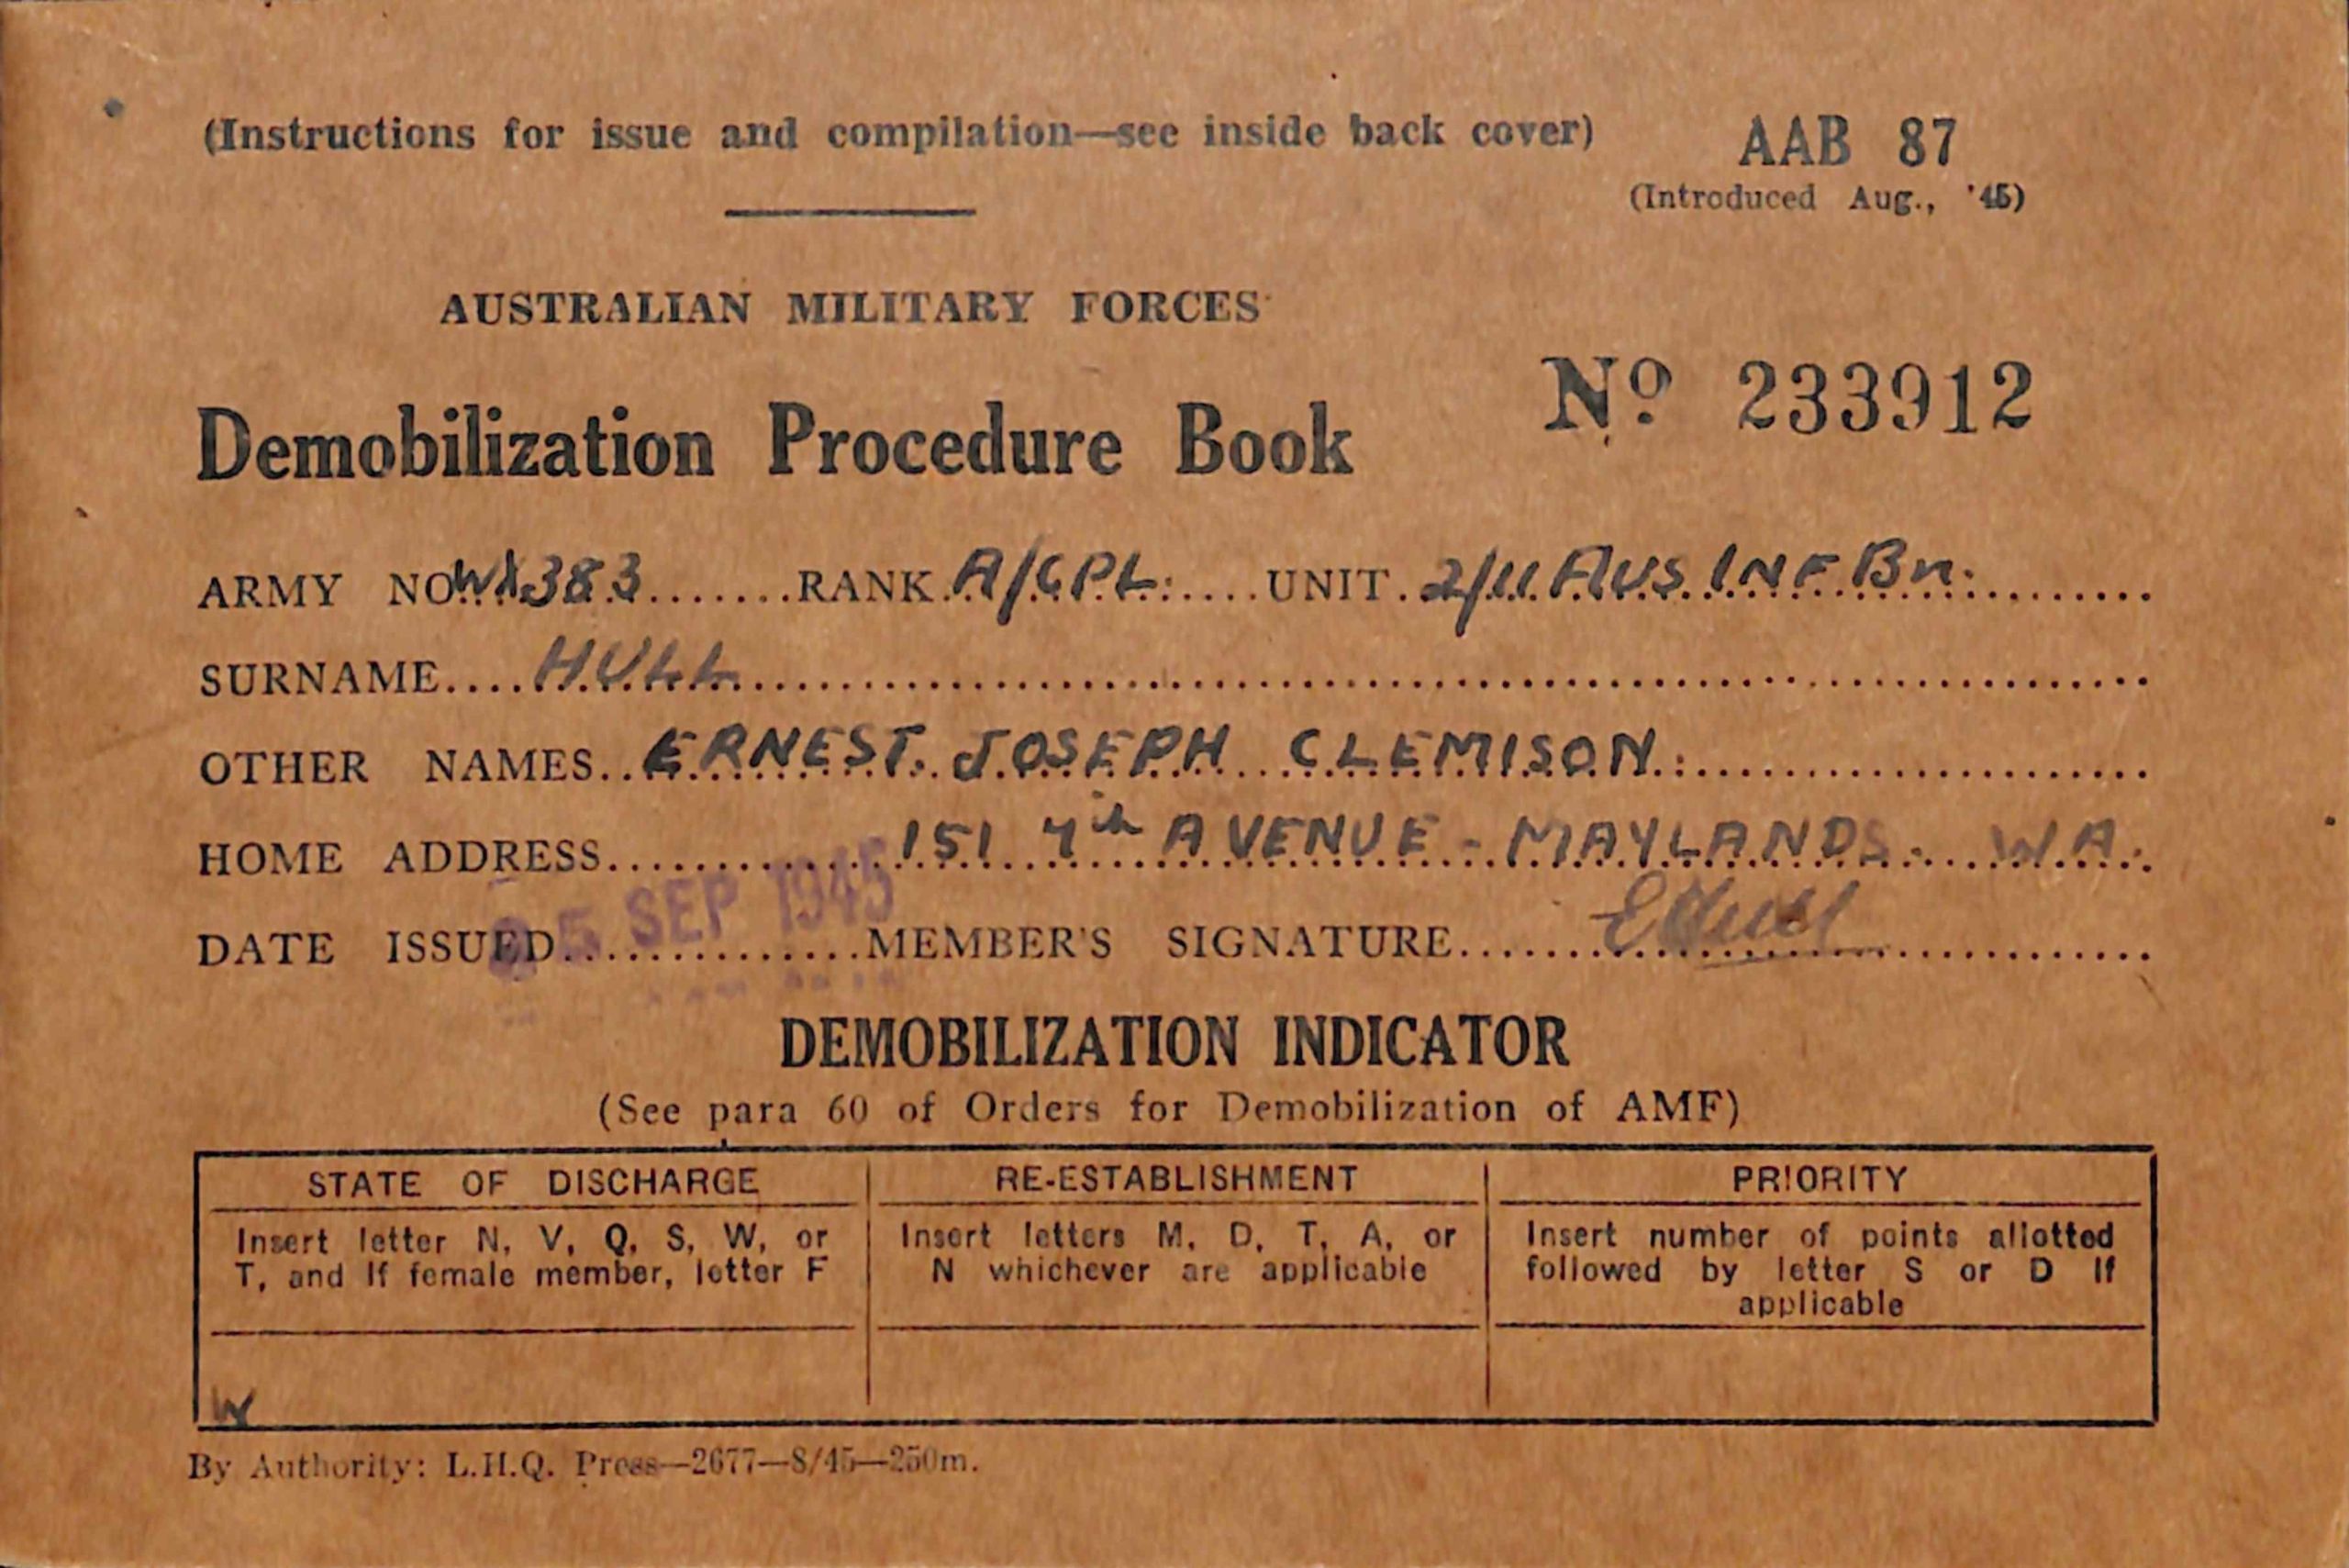 (Instructions for issue and compilation—see inside back cover)
AAB 87
(Introduced Aug., '45)
AUSTRALIAN MILITARY FORCES
Demobilization Procedure Book
No 233912
ARMY NO WX383 RANK A/CPL. UNIT 2/11 AUS INF Bn.
SURNAME HULL
OTHER NAMES ERNEST JOSEPH CLEMISON.
HOME ADDRESS 151 7th AVENUE - MAYLANDS. W.A.
DATE ISSUED 25 SEP 1945 MEMBER'S SIGNATURE EHull
DEMOBILIZATION INDICATOR
(See para 60 of Orders for Demobilization of AMF)
STATE OF DISCHARGE
Insert letter N, V, Q, S, W, or
T, and If female member, letter F
W
RE-ESTABLISHMENT
Insert letters M, D, T, A, or
N whichever are applicable
PRIORITY
Insert number of points allotted
followed by letter S or D If
applicable
By Authority: L.H.Q. Press—2677—8/45—250m.